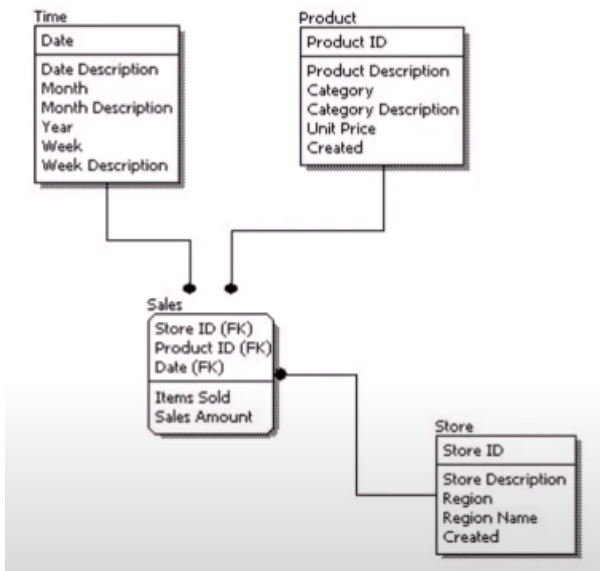 Time
Date
Date Description
Month
Month Description
Year
Week
Week Description
Product
Product ID
Product Description
Category
Category Description
Unit Price
Created
Sales
Store ID (FK)
Product ID (FK)
Date (FK)
Items Sold
Sales Amount
Store
Store ID
Store Description
Region
Region Name
Created